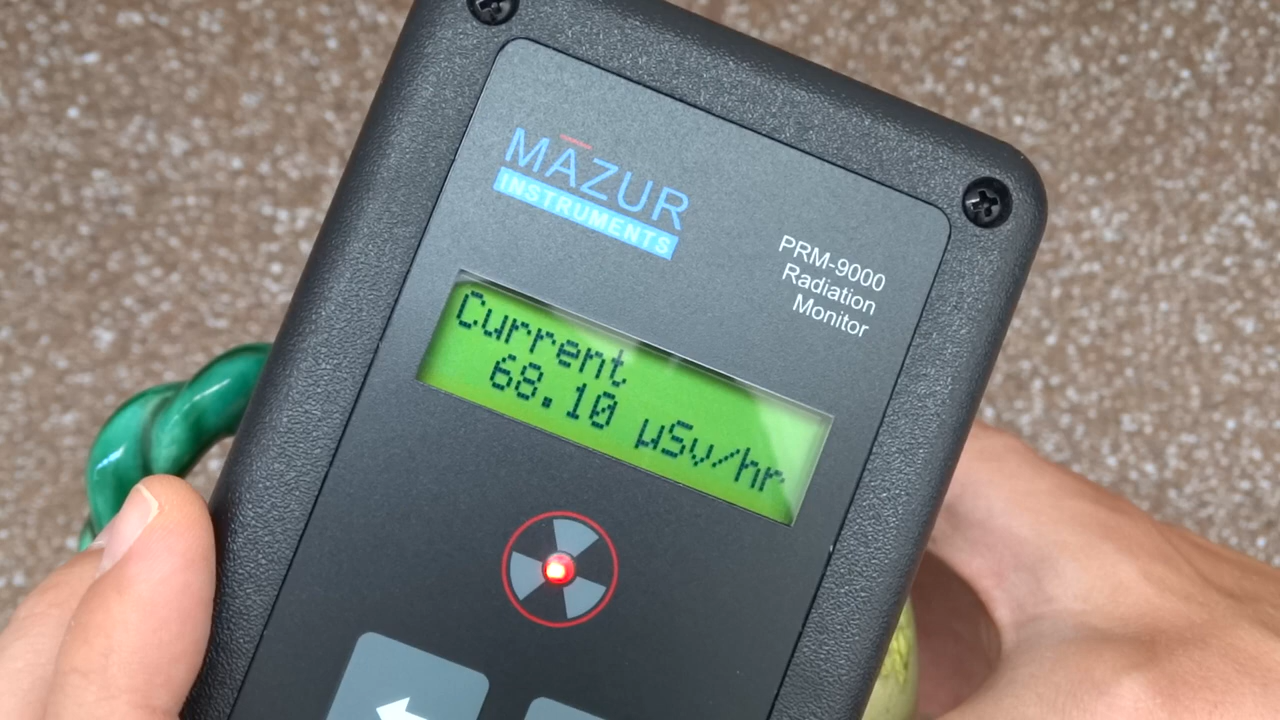 MAZUR
INSTRUMENTS
PRM-9000
Radiation
Monitor
Current
68.10 µSv/hr